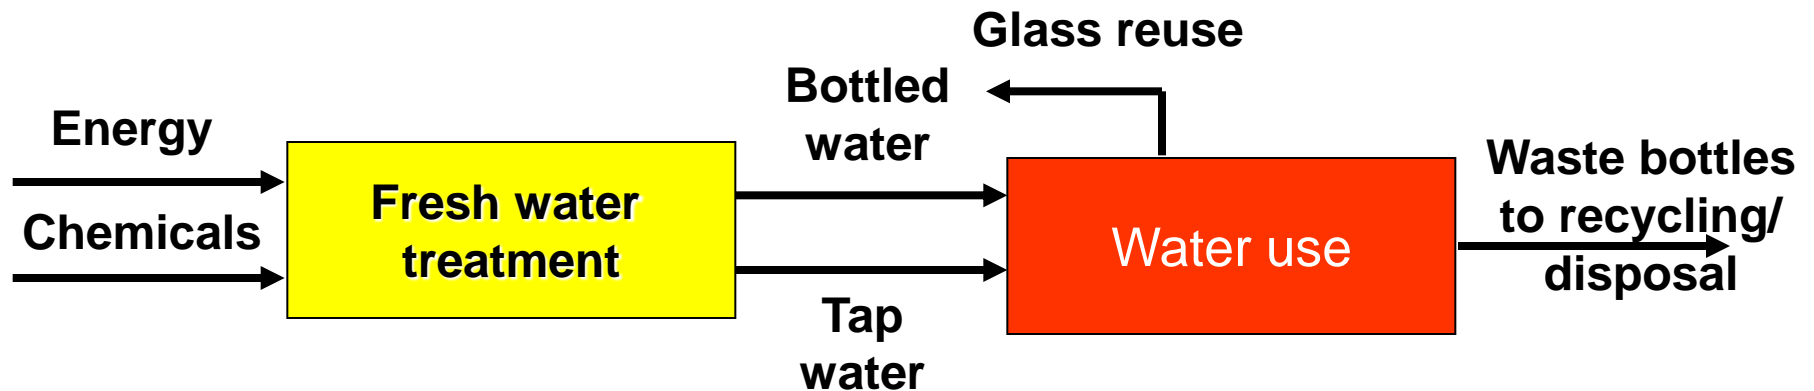 Glass reuse
Bottled
water
Energy
Chemicals
Fresh water
treatment
Tap
water
Water use
Waste bottles
to recycling/
disposal